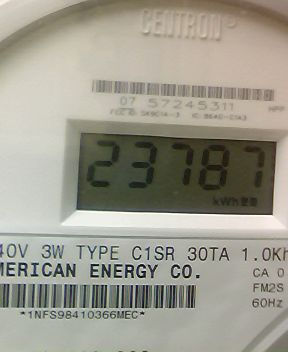 CENTRON
07 57245311
23787
kWh
40V 3W TYPE C1SR 30TA 1.0Kh
MERICAN ENERGY CO.
CA 0
FM2S
60Hz
*1NFS98410366MEC*